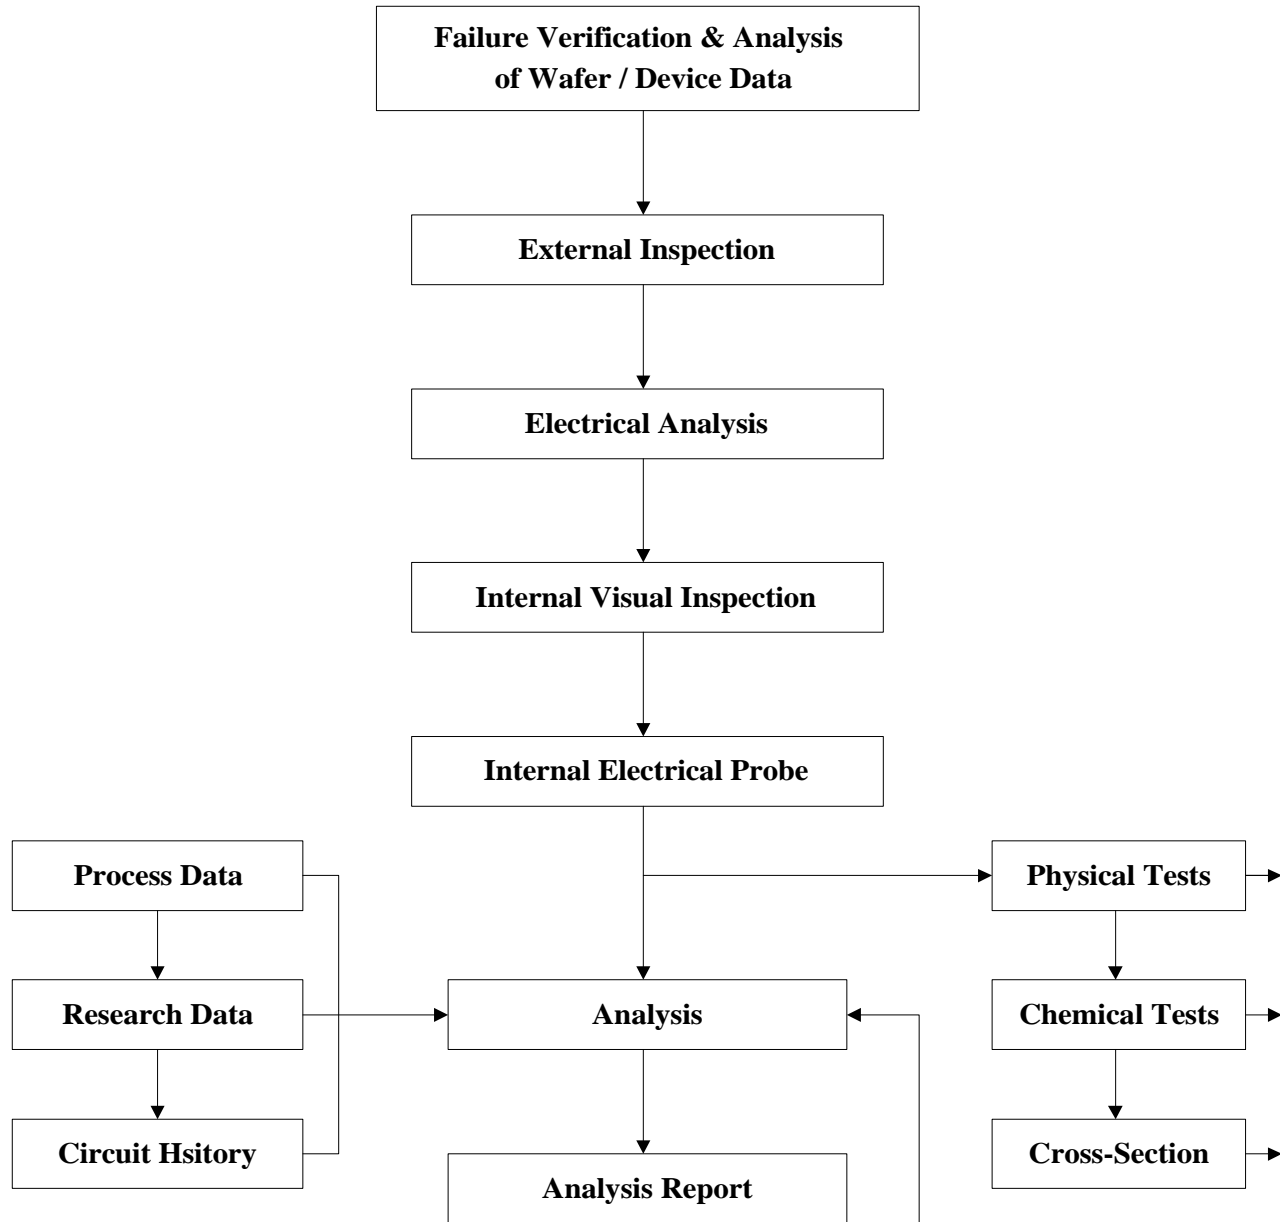 Failure Verification & Analysis
of Wafer / Device Data
External Inspection
Electrical Analysis
Internal Visual Inspection
Internal Electrical Probe
Process Data
Physical Tests
Research Data
Analysis
Chemical Tests
Circuit Hsitory
Cross-Section
Analysis Report